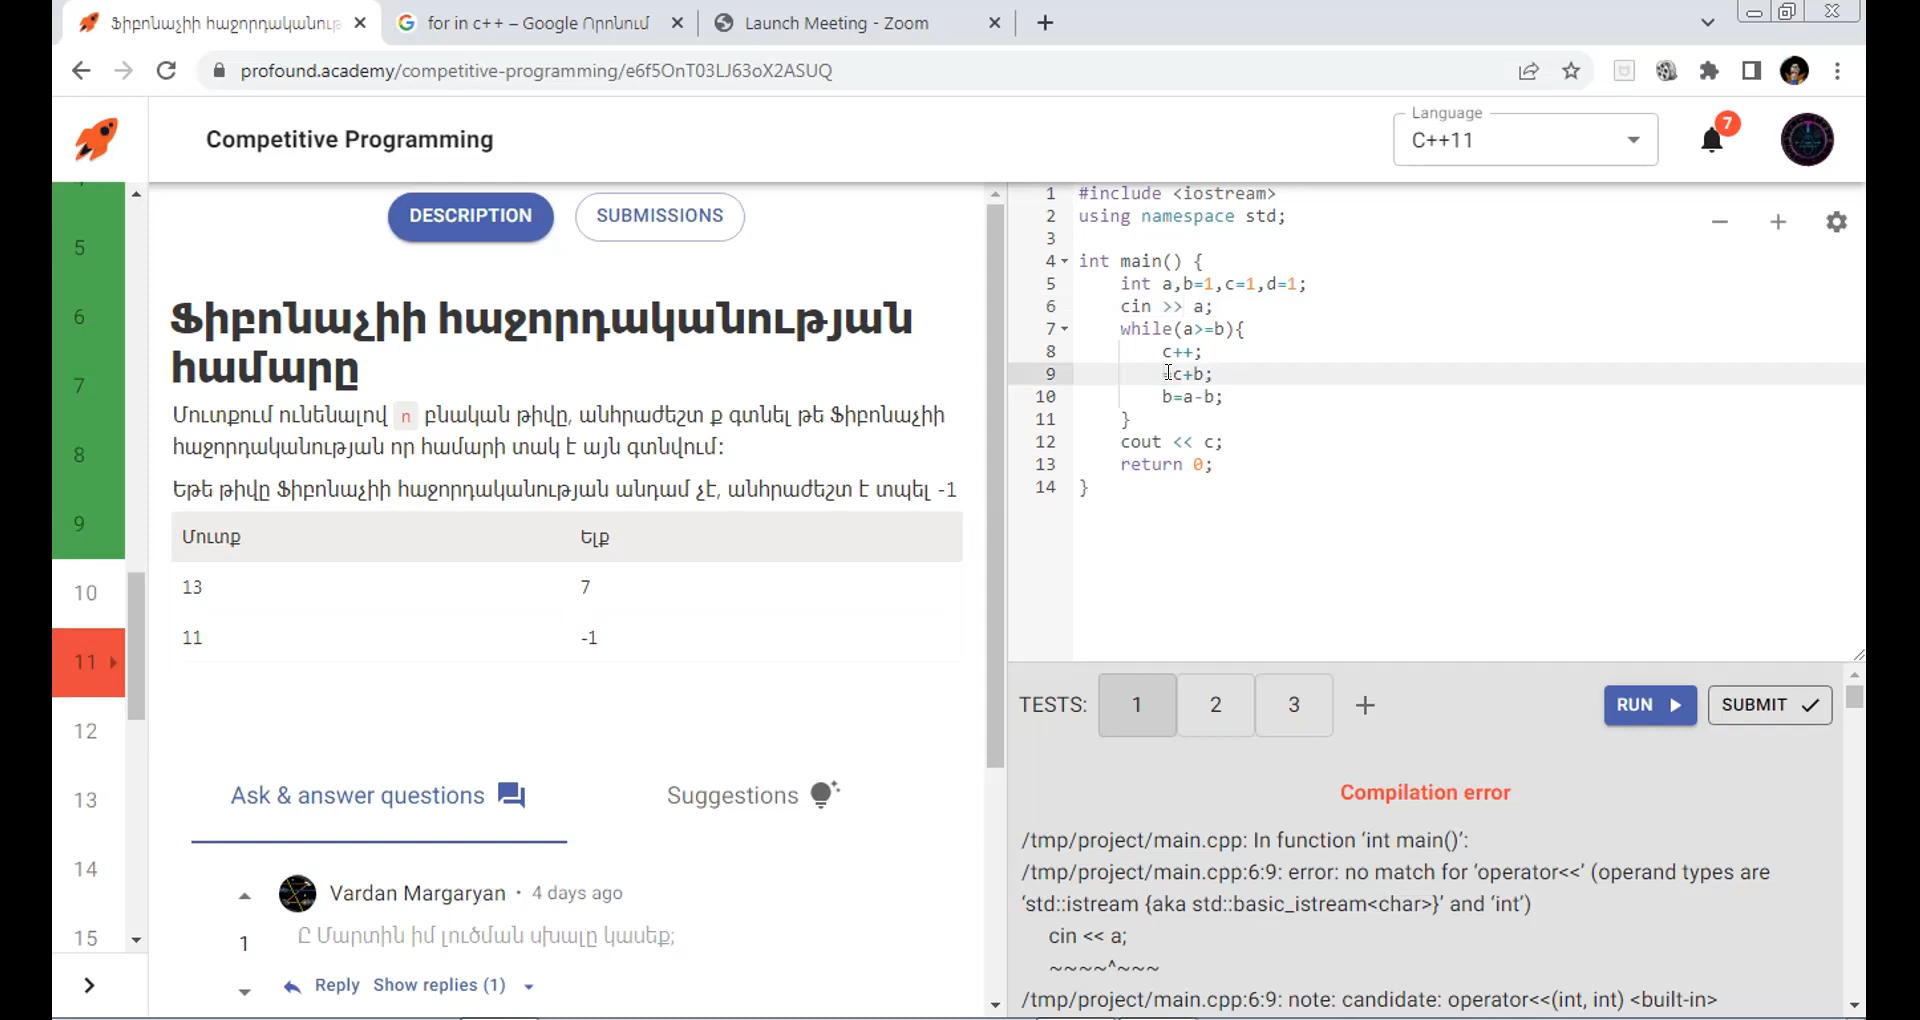 Ֆիբոնաչիի հաջորդականութ
for in c++ – Google Որոնում
Launch Meeting - Zoom
profound.academy/competitive-programming/e6f5OnT03LJ63oX2ASUQ
Competitive Programming
Language
C++11
7
5
6
7
8
9
10
11
12
13
14
15
DESCRIPTION
SUBMISSIONS
Ֆիբոնաչիի հաջորդականության
համարը
Մուտքում ունենալով n բնական թիվը, անհրաժեշտ ք գտնել թե Ֆիբոնաչիի
հաջորդականության որ համարի տակ է այն գտնվում:
Եթե թիվը Ֆիբոնաչիի հաջորդականության անդամ չէ, անհրաժեշտ է տպել -1
Մուտք Ելք
13 7
11 -1
Ask & answer questions
Suggestions
Vardan Margaryan · 4 days ago
Ը Մարտին իմ լուծման սխալը կասեք;
1
Reply Show replies (1)
1 #include <iostream>
2 using namespace std;
3
4 int main() {
5 int a,b=1,c=1,d=1;
6 cin >> a;
7 while(a>=b){
8 c++;
9 =c+b;
10 b=a-b;
11 }
12 cout << c;
13 return 0;
14 }
TESTS: 1 2 3 +
RUN
SUBMIT
Compilation error
/tmp/project/main.cpp: In function ‘int main()’:
/tmp/project/main.cpp:6:9: error: no match for ‘operator<<’ (operand types are
‘std::istream {aka std::basic_istream<char>}’ and ‘int’)
cin << a;
~~~~^~~~
/tmp/project/main.cpp:6:9: note: candidate: operator<<(int, int) <built-in>